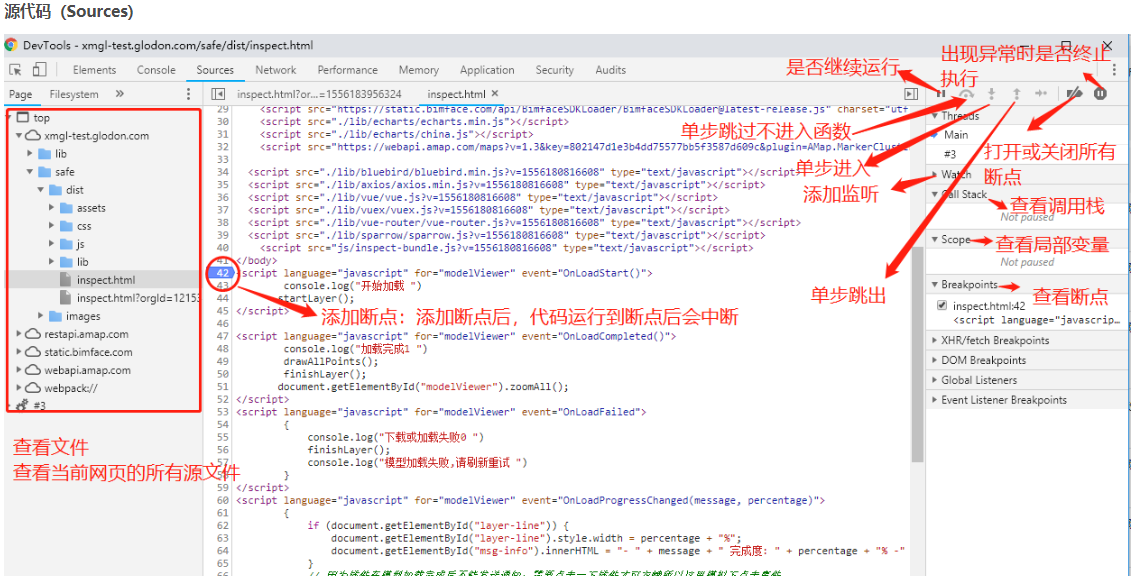 源代码（Sources）
DevTools - xmgl-test.glodon.com/safe/dist/inspect.html
Elements Console Sources Network Performance Memory Application Security Audits
Page Filesystem » inspect.html?or...=1556183956324 inspect.html ×
top
xmgl-test.glodon.com
lib
safe
dist
assets
css
js
lib
inspect.html
inspect.html?orgId=12153
images
restapi.amap.com
static.bimface.com
webapi.amap.com
webpack://
#3
查看文件
查看当前网页的所有源文件
29 <script src="https://static.bimface.com/api/BimfaceSDKLoader/BimfaceSDKLoader@latest-release.js" charset="ut
30 <script src="./lib/echarts/echarts.min.js"></script>
31 <script src="./lib/echarts/china.js"></script>
32 <script src="https://webapi.amap.com/maps?v=1.3&key=802147d1e3b4dd75577bb5f3587d609c&plugin=AMap.MarkerCluste
33
34 <script src="./lib/bluebird/bluebird.min.js?v=1556180816608" type="text/javascript"></script>
35 <script src="./lib/axios/axios.min.js?v=1556180816608" type="text/javascript"></script>
36 <script src="./lib/vue/vue.js?v=1556180816608" type="text/javascript"></script>
37 <script src="./lib/vuex/vuex.js?v=1556180816608" type="text/javascript"></script>
38 <script src="./lib/vue-router/vue-router.js?v=1556180816608" type="text/javascript"></script>
39 <script src="./lib/sparrow/sparrow.js?v=1556180816608" type="text/javascript"></script>
40 <script src="js/inspect-bundle.js?v=1556180816608" type="text/javascript"></script>
41 </body>
42 <script language="javascript" for="modelViewer" event="OnLoadStart()">
43 console.log("开始加载 ")
44 startLayer();
45 </script>
46
47 <script language="javascript" for="modelViewer" event="OnLoadCompleted()">
48 console.log("加载完成1 ")
49 drawAllPoints();
50 finishLayer();
51 document.getElementById("modelViewer").zoomAll();
52 </script>
53 <script language="javascript" for="modelViewer" event="OnLoadFailed">
54 {
55 console.log("下载或加载失败0 ")
56 finishLayer();
57 console.log("模型加载失败,请刷新重试 ")
58 }
59 </script>
60 <script language="javascript" for="modelViewer" event="OnLoadProgressChanged(message, percentage)">
61 {
62 if (document.getElementById("layer-line")) {
63 document.getElementById("layer-line").style.width = percentage + "%";
64 document.getElementById("msg-info").innerHTML = "- " + message + " 完成度: " + percentage + "% -"
65 }
添加断点：添加断点后，代码运行到断点后会中断
是否继续运行
出现异常时是否终止
执行
单步跳过不进入函数
单步进入
添加监听
打开或关闭所有
断点
查看调用栈
查看局部变量
单步跳出
查看断点
Threads
Main
#3
Watch
Call Stack
Not paused
Scope
Not paused
Breakpoints
inspect.html:42
<script language="javascrip...
XHR/fetch Breakpoints
DOM Breakpoints
Global Listeners
Event Listener Breakpoints